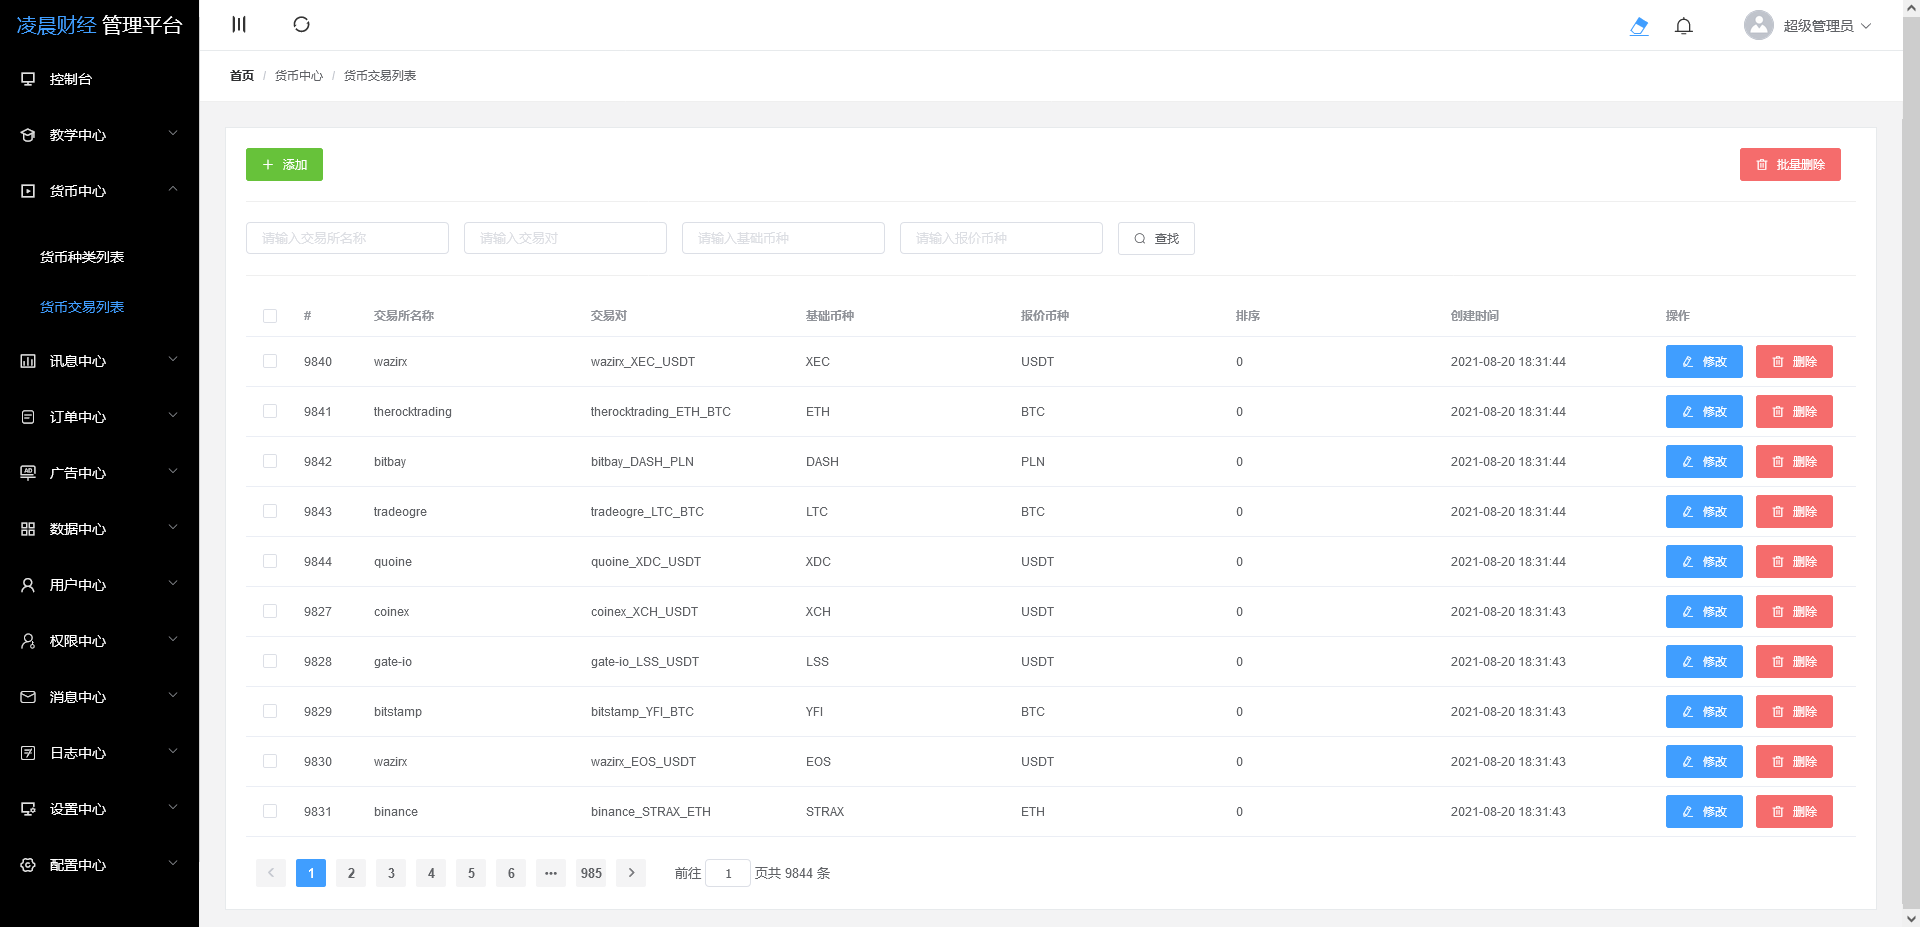 凌晨财经 管理平台
超级管理员
控制台
教学中心
货币中心
货币种类列表
货币交易列表
讯息中心
订单中心
广告中心
数据中心
用户中心
权限中心
消息中心
日志中心
设置中心
配置中心
首页 / 货币中心 / 货币交易列表
添加 批量删除
请输入交易所名称 请输入交易对 请输入基础币种 请输入报价币种 查找
# 交易所名称 交易对 基础币种 报价币种 排序 创建时间 操作
9840 wazirx wazirx_XEC_USDT XEC USDT 0 2021-08-20 18:31:44 修改 删除
9841 therocktrading therocktrading_ETH_BTC ETH BTC 0 2021-08-20 18:31:44 修改 删除
9842 bitbay bitbay_DASH_PLN DASH PLN 0 2021-08-20 18:31:44 修改 删除
9843 tradeogre tradeogre_LTC_BTC LTC BTC 0 2021-08-20 18:31:44 修改 删除
9844 quoine quoine_XDC_USDT XDC USDT 0 2021-08-20 18:31:44 修改 删除
9827 coinex coinex_XCH_USDT XCH USDT 0 2021-08-20 18:31:43 修改 删除
9828 gate-io gate-io_LSS_USDT LSS USDT 0 2021-08-20 18:31:43 修改 删除
9829 bitstamp bitstamp_YFI_BTC YFI BTC 0 2021-08-20 18:31:43 修改 删除
9830 wazirx wazirx_EOS_USDT EOS USDT 0 2021-08-20 18:31:43 修改 删除
9831 binance binance_STRAX_ETH STRAX ETH 0 2021-08-20 18:31:43 修改 删除
1 2 3 4 5 6 ••• 985 前往 1 页共 9844 条